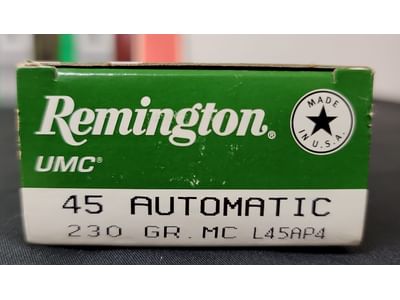 Remington®
MADE
IN U.S.A.
UMC®
45 AUTOMATIC
230 GR. MC L45AP4